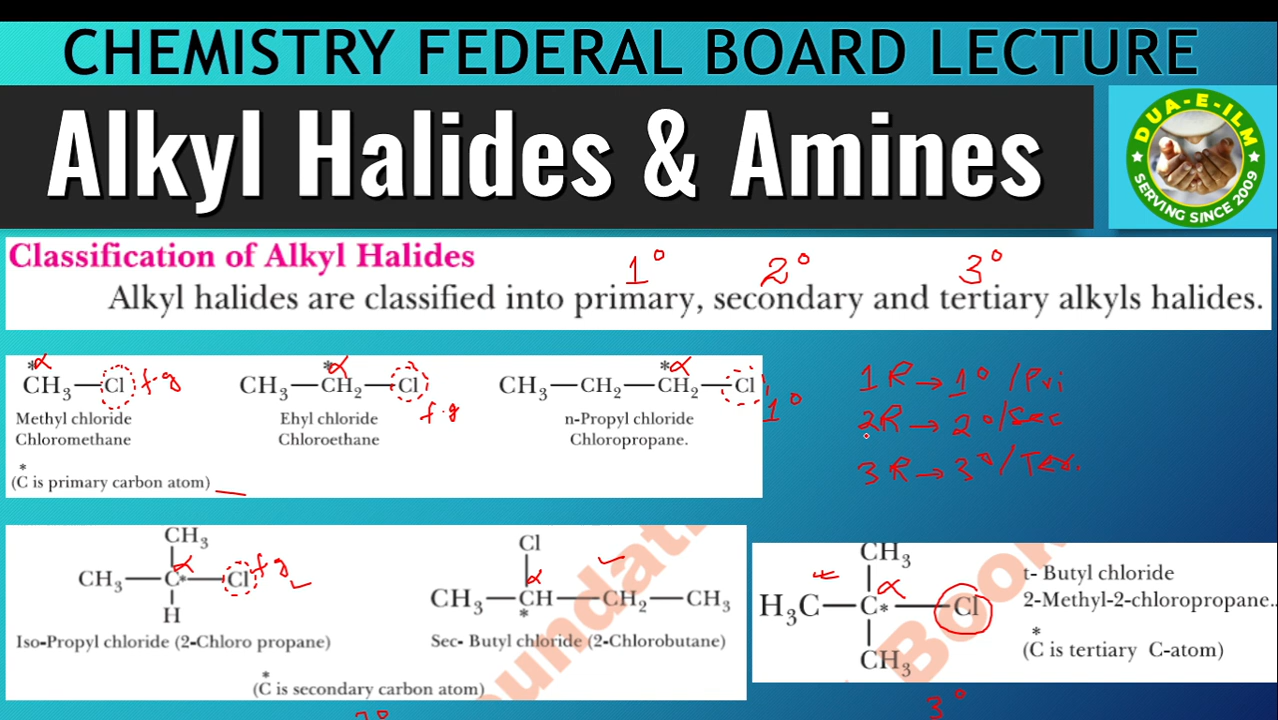 CHEMISTRY FEDERAL BOARD LECTURE
Alkyl Halides & Amines
DUA-E-ILM
SERVING SINCE 2009
Classification of Alkyl Halides
1° 2° 3°
Alkyl halides are classified into primary, secondary and tertiary alkyls halides.
*α *α *α
CH₃—Cl f.g CH₃—CH₂—Cl f.g CH₃—CH₂—CH₂—Cl 1°
Methyl chloride Ehyl chloride n-Propyl chloride
Chloromethane Chloroethane Chloropropane.
*
(C is primary carbon atom)
1R→1°/Pri
2R→2°/Sec
3R→3°/Ter.
CH₃
α
CH₃—C*—Cl f.g
H
Iso-Propyl chloride (2-Chloro propane)
Cl
α
CH₃—CH—CH₂—CH₃
*
Sec- Butyl chloride (2-Chlorobutane)
*
(C is secondary carbon atom)
2°
CH₃
α
H₃C—C*—Cl
CH₃
t- Butyl chloride
2-Methyl-2-chloropropane..
*
(C is tertiary C-atom)
3°
Book